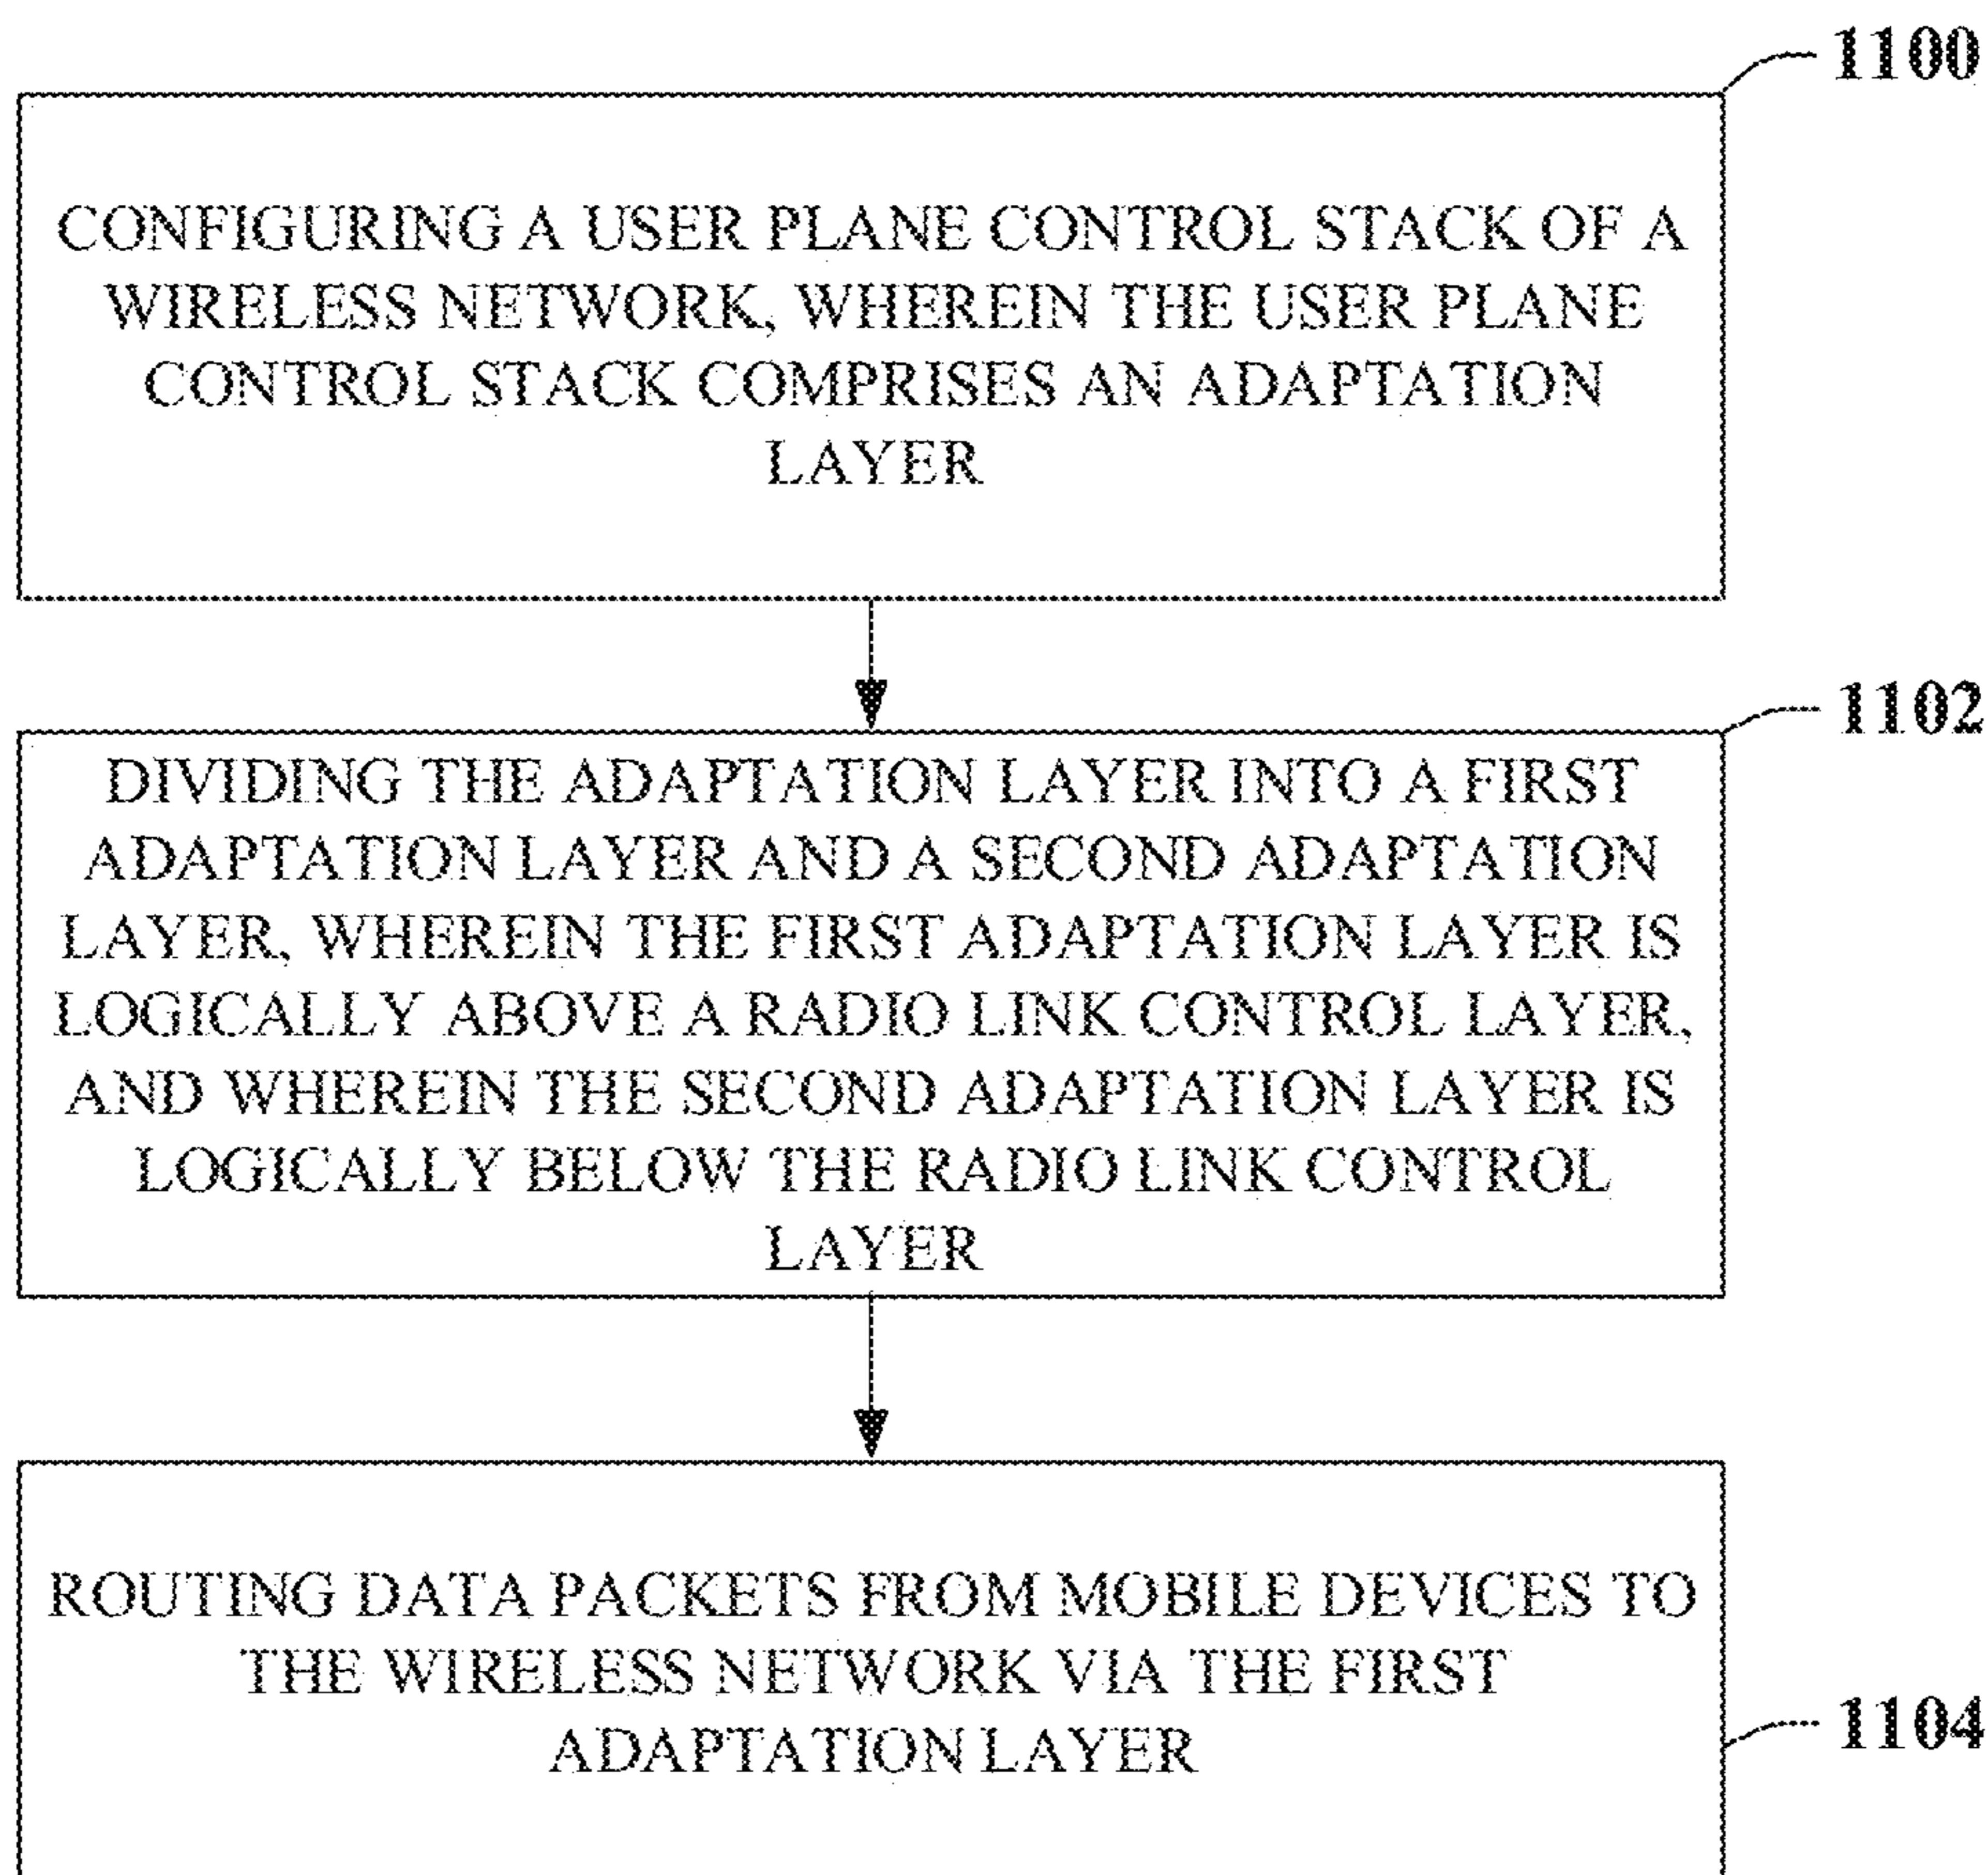 1100
CONFIGURING A USER PLANE CONTROL STACK OF A
WIRELESS NETWORK, WHEREIN THE USER PLANE
CONTROL STACK COMPRISES AN ADAPTATION
LAYER
1102
DIVIDING THE ADAPTATION LAYER INTO A FIRST
ADAPTATION LAYER AND A SECOND ADAPTATION
LAYER, WHEREIN THE FIRST ADAPTATION LAYER IS
LOGICALLY ABOVE A RADIO LINK CONTROL LAYER,
AND WHEREIN THE SECOND ADAPTATION LAYER IS
LOGICALLY BELOW THE RADIO LINK CONTROL
LAYER
ROUTING DATA PACKETS FROM MOBILE DEVICES TO
THE WIRELESS NETWORK VIA THE FIRST
ADAPTATION LAYER
1104